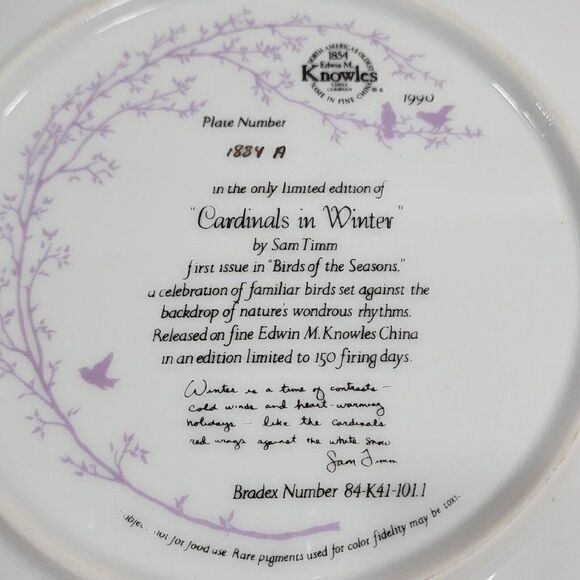 NORTH AMERICA'S OLDEST
1854
Edwin M.
Knowles
CHINA
COMPANY
NAME IN FINE CHINA
1990
Plate Number
1884 A
in the only limited edition of
"Cardinals in Winter"
by Sam Timm
first issue in "Birds of the Seasons,"
a celebration of familiar birds set against the
backdrop of nature's wondrous rhythms.
Released on fine Edwin M. Knowles China
in an edition limited to 150 firing days.
Winter is a time of contrasts —
cold winds and heart-warming
holidays — like the cardinals
red wings against the white snow.
Sam Timm
Bradex Number 84-K41-101.1
not for food use. Rare pigments used for color fidelity may be toxi